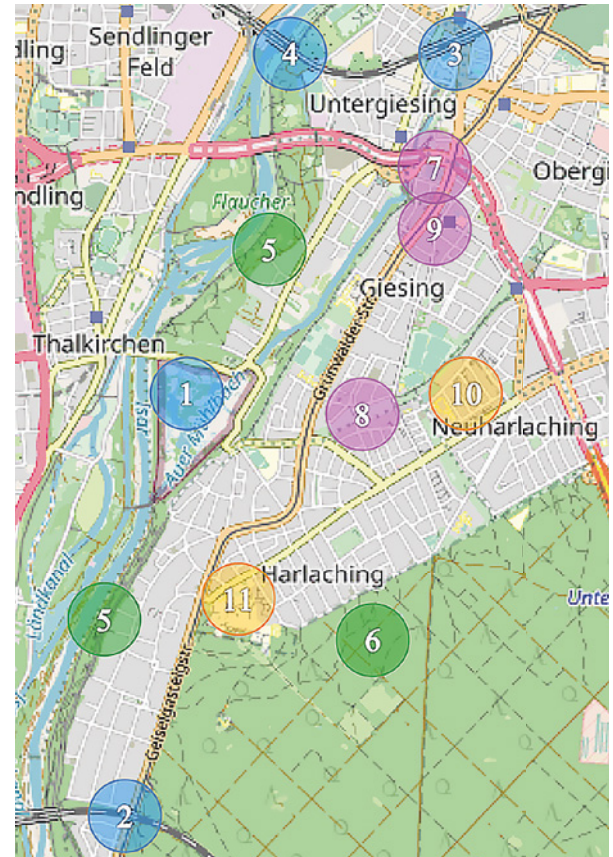 Sendlinger
Feld
dling
4
3
Untergiesing
7
Obergi
ndling
Flaucher
5
9
Giesing
Thalkirchen
Grünwalder-Str.
1
10
8
Isar
Auer Mühlbach
Neuharlaching
Ländkanal
Harlaching
11
Unte
5
6
Geiselgasteigstr.
2